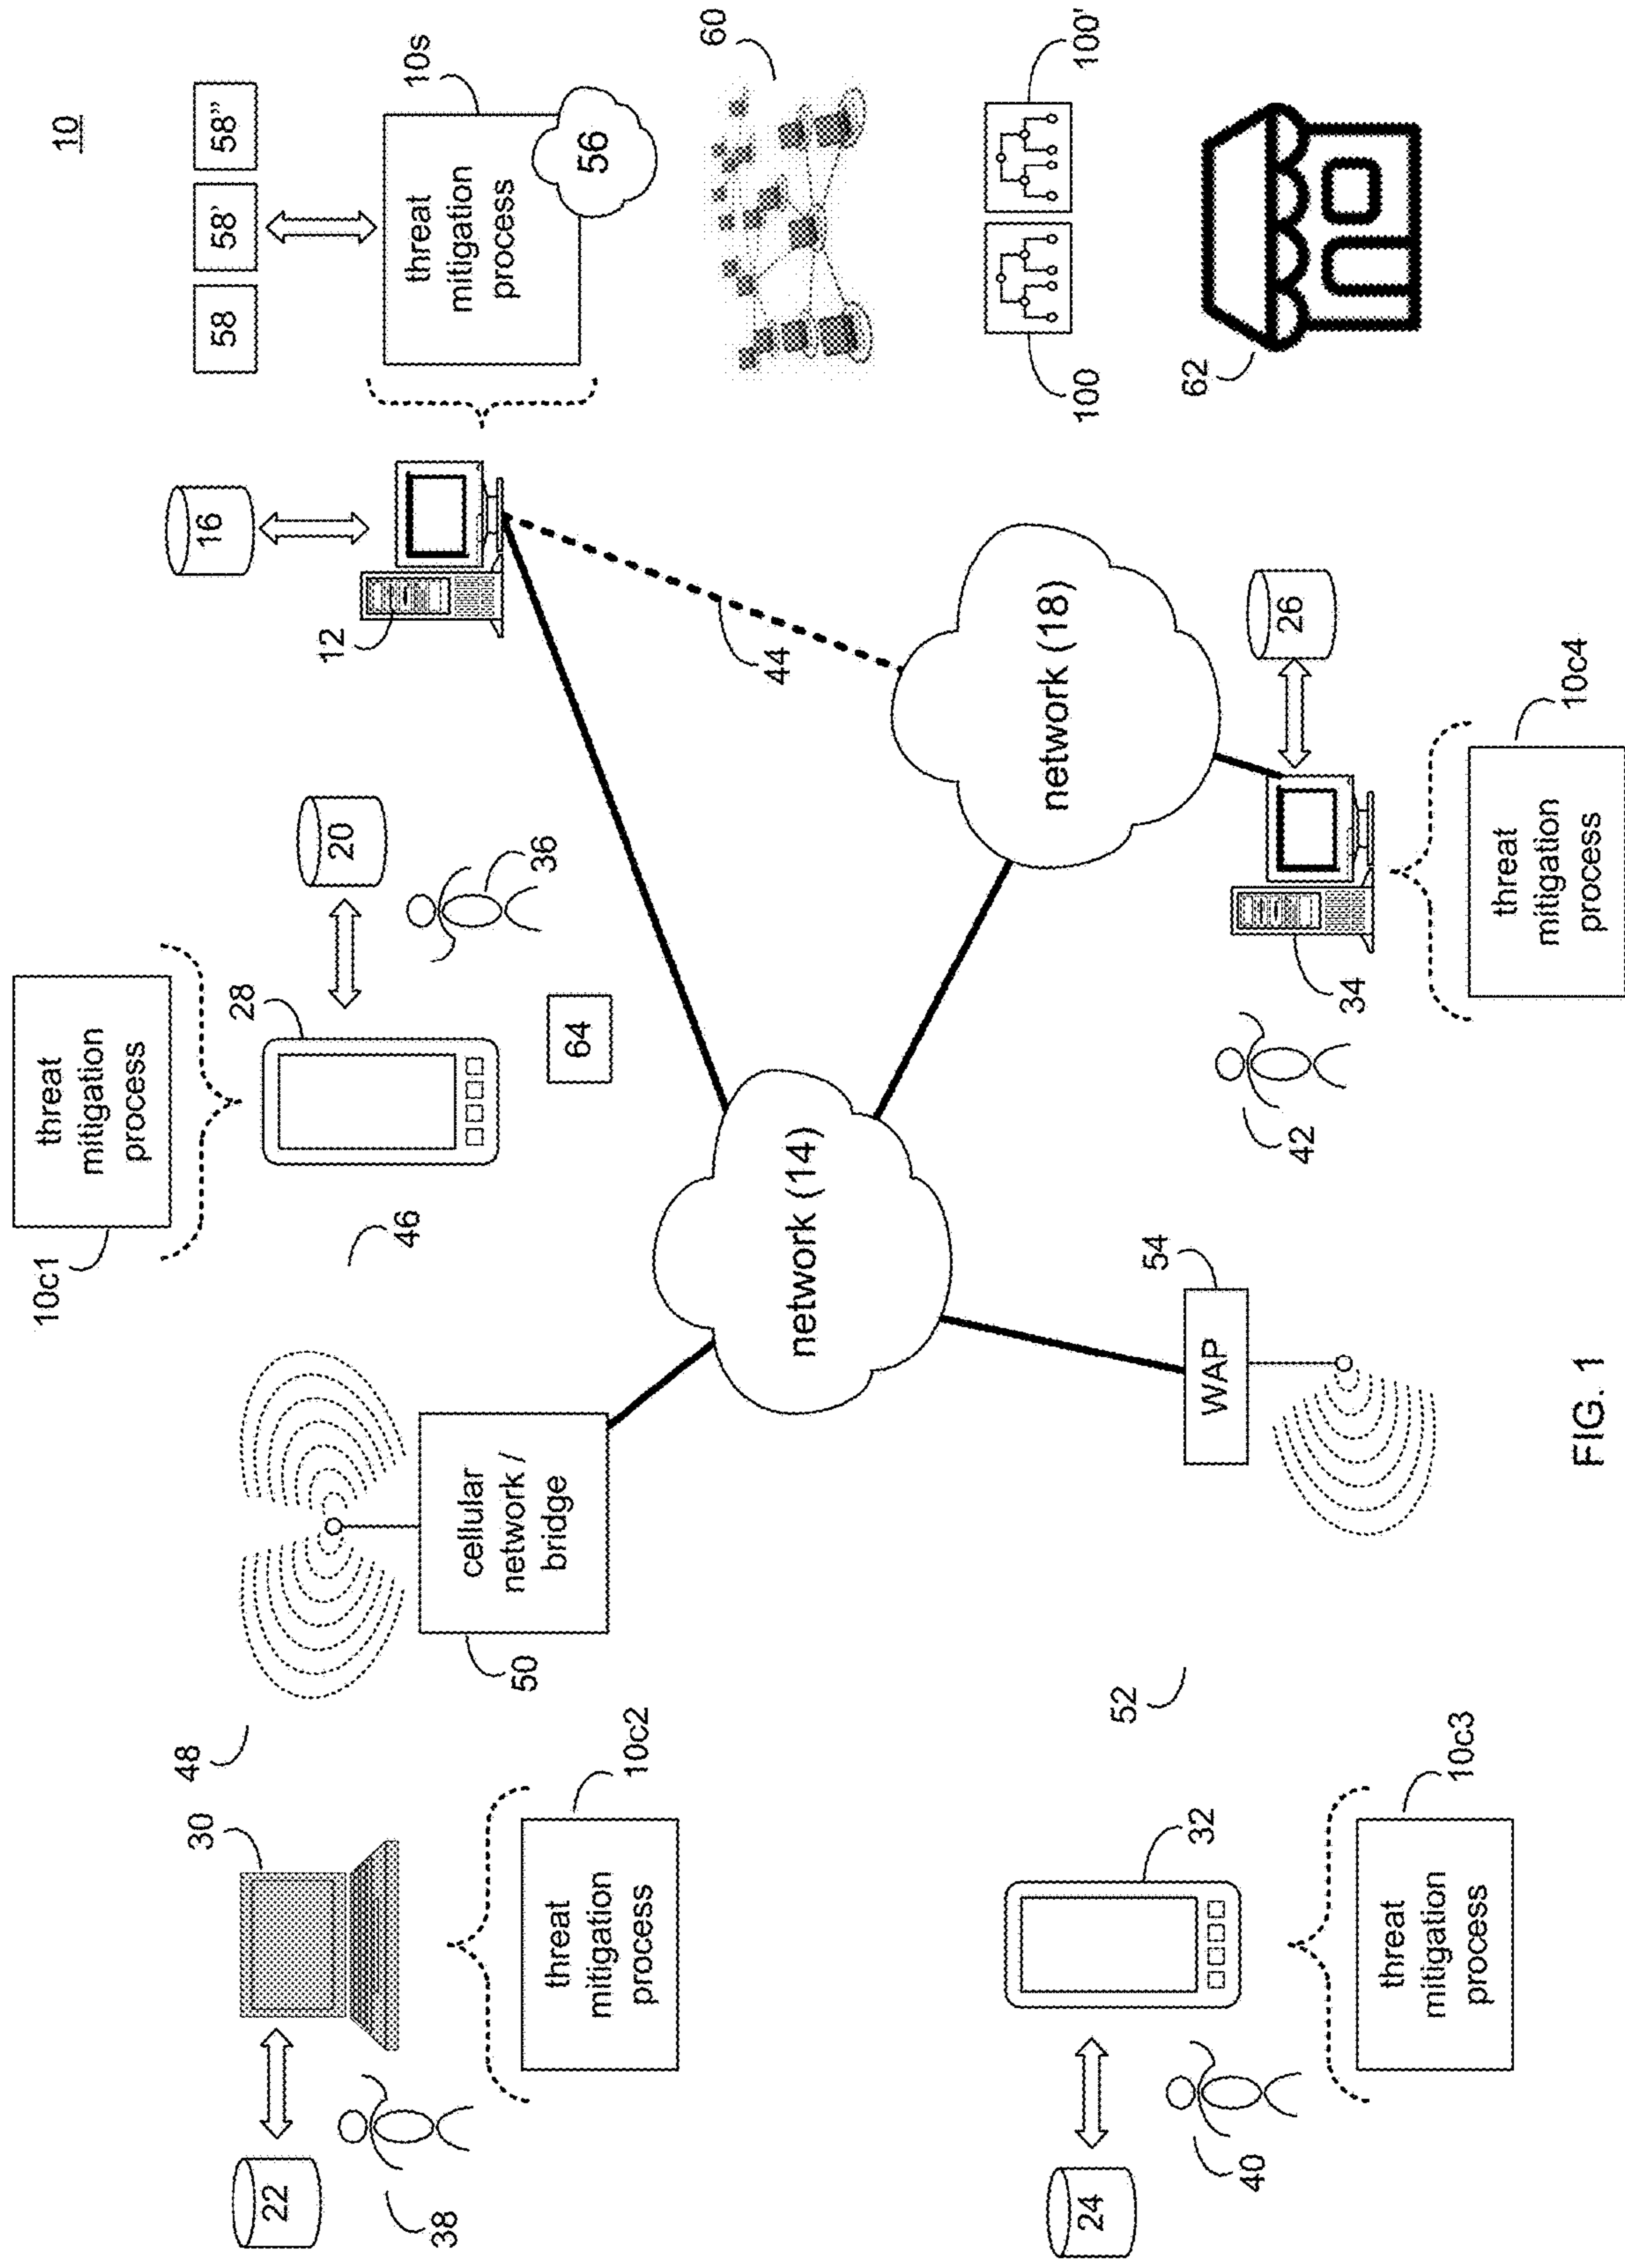 10
10c1
threat
mitigation
process
48
30
22
38
28
20
46
36
16
12
58 58' 58”
10s
threat
mitigation
process
56
50
cellular
network /
bridge
10c2
threat
mitigation
process
64
44
60
network (14)
network (18)
100 100'
24
40
32
52
54
WAP
42
34
26
62
10c3
threat
mitigation
process
10c4
threat
mitigation
process
FIG. 1